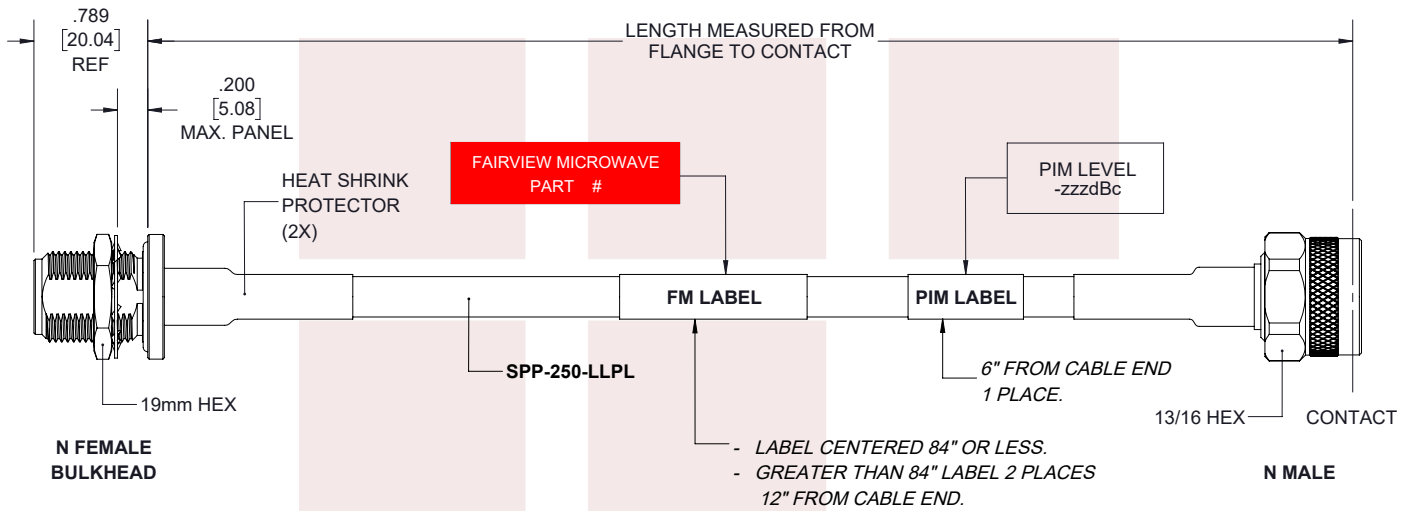 .789
[20.04]
REF
LENGTH MEASURED FROM
FLANGE TO CONTACT
.200
[5.08]
MAX. PANEL
HEAT SHRINK
PROTECTOR
(2X)
FAIRVIEW MICROWAVE
PART #
PIM LEVEL
-zzzdBc
FM LABEL
PIM LABEL
SPP-250-LLPL
6" FROM CABLE END
1 PLACE.
19mm HEX
13/16 HEX
CONTACT
N FEMALE
BULKHEAD
- LABEL CENTERED 84" OR LESS.
- GREATER THAN 84" LABEL 2 PLACES
12" FROM CABLE END.
N MALE